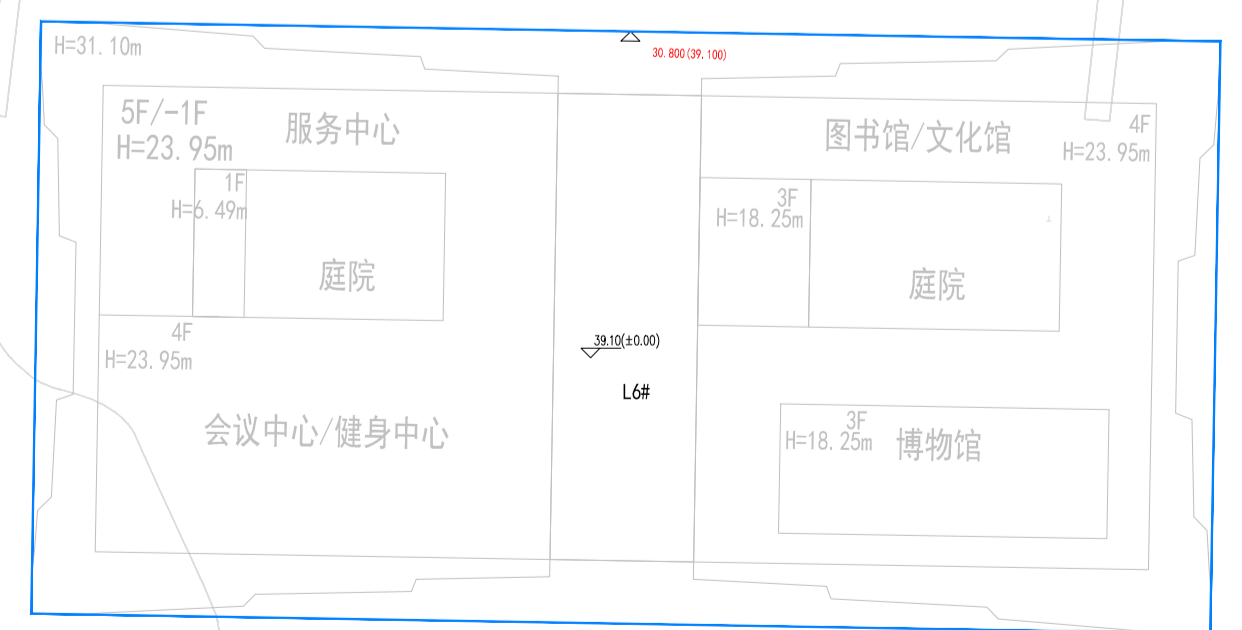 H=31.10m
30.800(39,100)
5F/-1F
H=23.95m
服务中心
1F
H=6.49m
庭院
4F
H=23.95m
会议中心/健身中心
39.10(±0.00)
L6#
图书馆/文化馆
4F
H=23.95m
3F
H=18.25m
庭院
3F
H=18.25m
博物馆